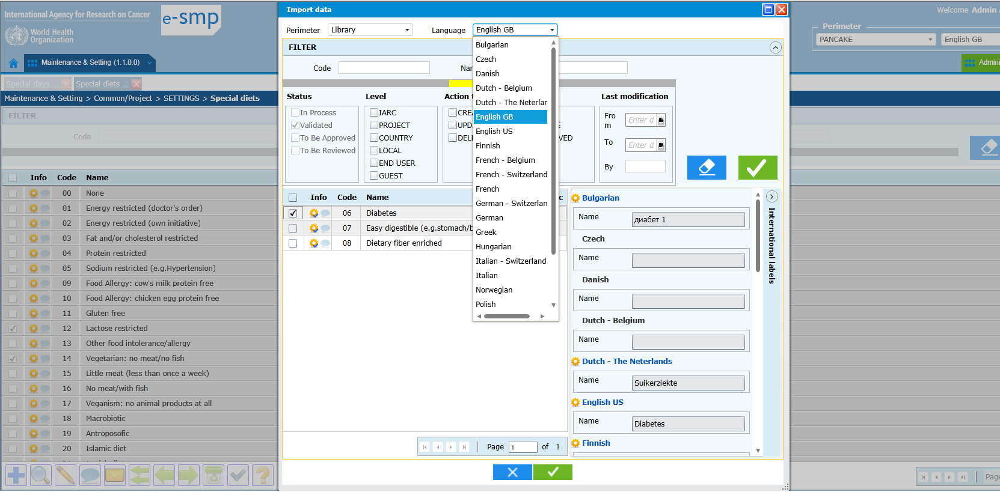 International Agency for Research on Cancer
World Health
Organization
e-smp
Welcome Admin
Perimeter
PANCAKE
English GB
Maintenance & Setting (1.1.0.0)
Special days
Special diets
Maintenance & Setting > Common/Project > SETTINGS > Special diets
FILTER
Code
Info Code Name
00 None
01 Energy restricted (doctor's order)
02 Energy restricted (own initiative)
03 Fat and/or cholesterol restricted
04 Protein restricted
05 Sodium restricted (e.g.Hypertension)
09 Food Allergy: cow's milk protein free
10 Food Allergy: chicken egg protein free
11 Gluten free
12 Lactose restricted
13 Other food intolerance/allergy
14 Vegetarian: no meat/no fish
15 Little meat (less than once a week)
16 No meat/with fish
17 Veganism: no animal products at all
18 Macrobiotic
19 Antroposofic
20 Islamic diet
Import data
Perimeter Library
Language English GB
FILTER
Code
Status
In Process
Validated
To Be Approved
To Be Reviewed
Level
IARC
PROJECT
COUNTRY
LOCAL
END USER
GUEST
Action
Last modification
From
Enter d
To
Enter d
By
Bulgarian
Czech
Danish
Dutch - Belgium
Dutch - The Neterlar
English GB
English US
Finnish
French - Belgium
French - Switzerland
French
German - Switzerlan
German
Greek
Hungarian
Italian - Switzerland
Italian
Norwegian
Polish
Info Code Name
06 Diabetes
07 Easy digestible (e.g.stomach/b
08 Dietary fiber enriched
Page 1 of 1
Bulgarian
Name диабет 1
Czech
Name
Danish
Name
Dutch - Belgium
Name
Dutch - The Neterlands
Name Suikerziekte
English US
Name Diabetes
Finnish
International labels
Page